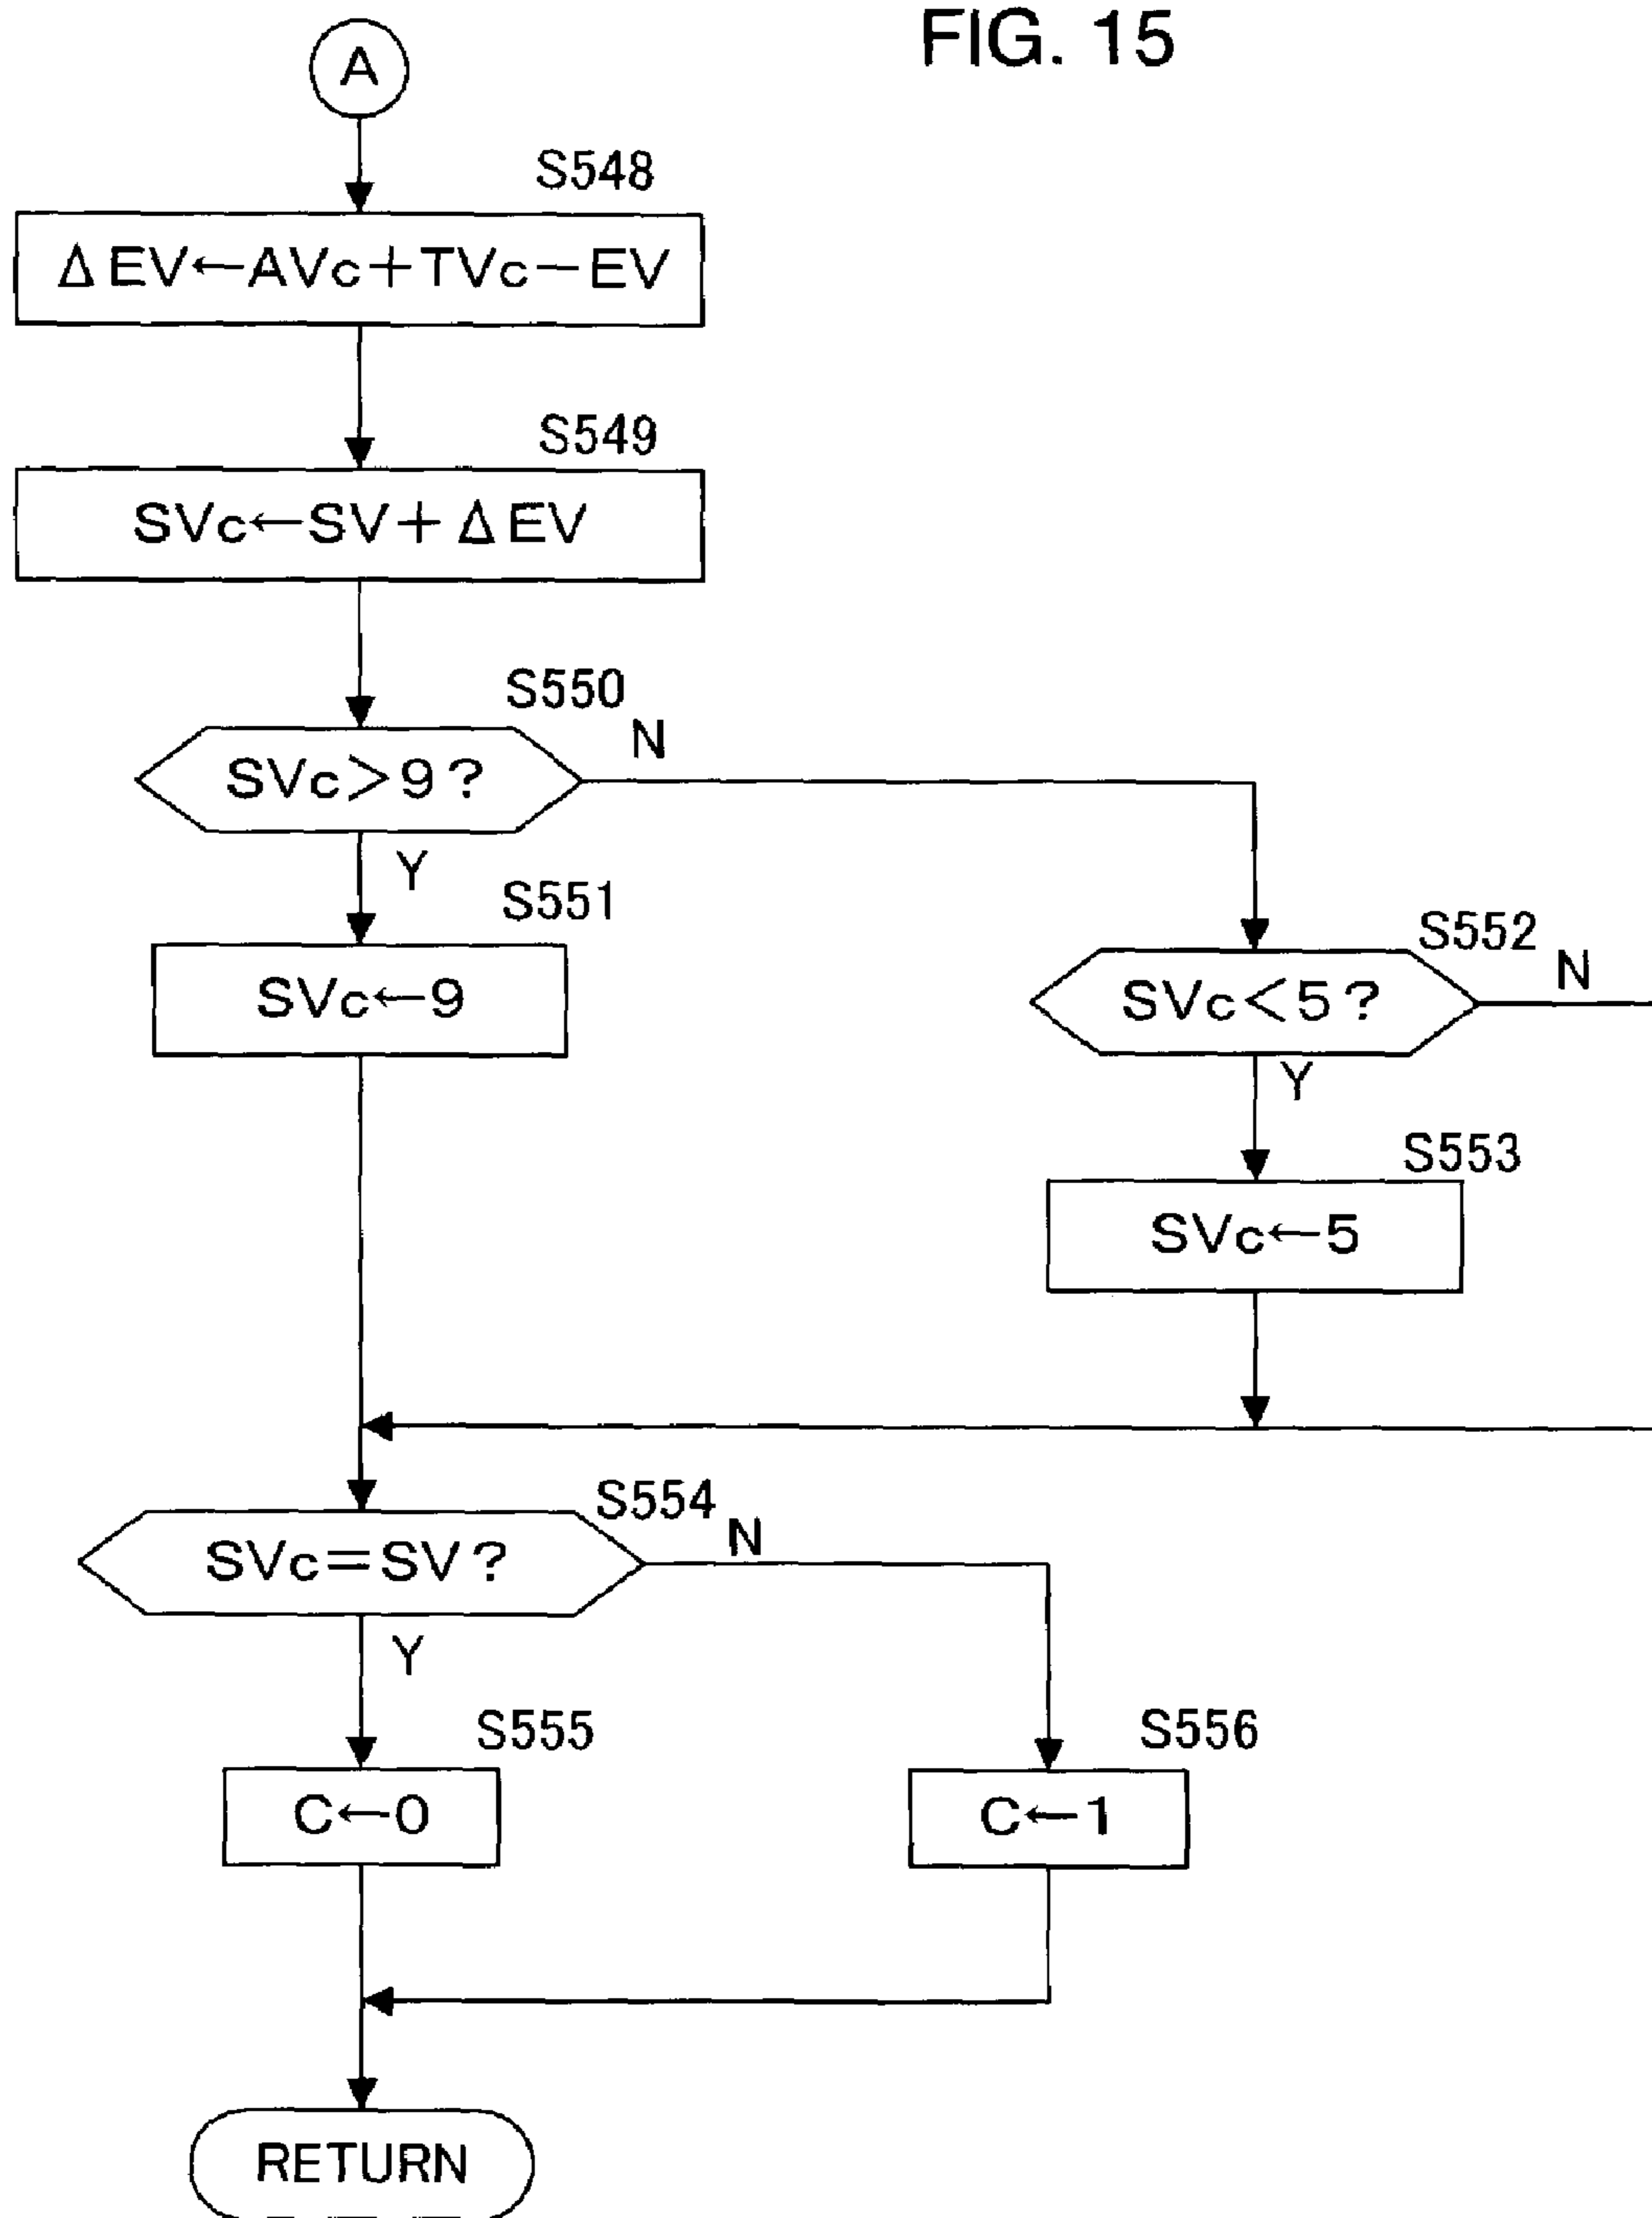 FIG. 15
A
S548
ΔEV←AVc+TVc−EV
S549
SVc←SV+ΔEV
S550
SVc>9?
N
Y
S551
SVc←9
S552
SVc<5?
N
Y
S553
SVc←5
S554
SVc=SV?
N
Y
S555
C←0
S556
C←1
RETURN